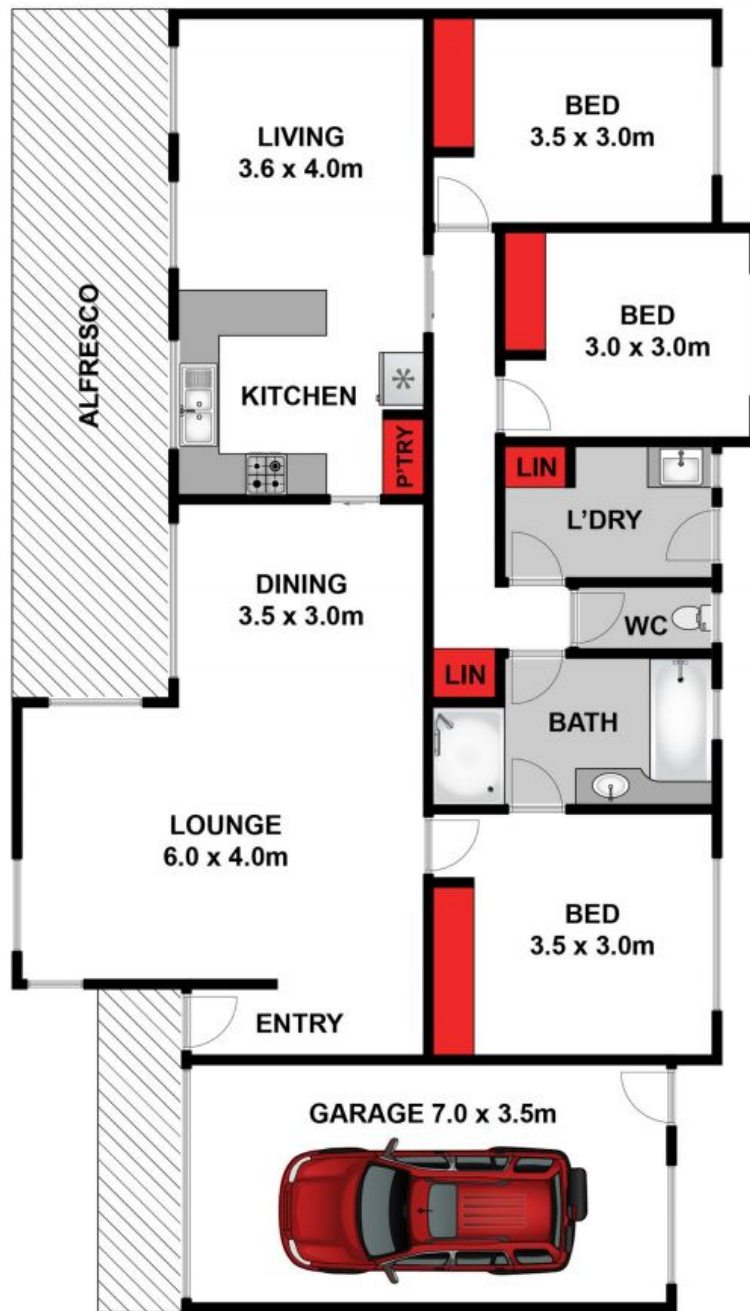 LIVING
3.6 x 4.0m
BED
3.5 x 3.0m
BED
3.0 x 3.0m
ALFRESCO
KITCHEN
P'TRY
LIN
L'DRY
DINING
3.5 x 3.0m
WC
LIN
BATH
LOUNGE
6.0 x 4.0m
BED
3.5 x 3.0m
ENTRY
GARAGE 7.0 x 3.5m